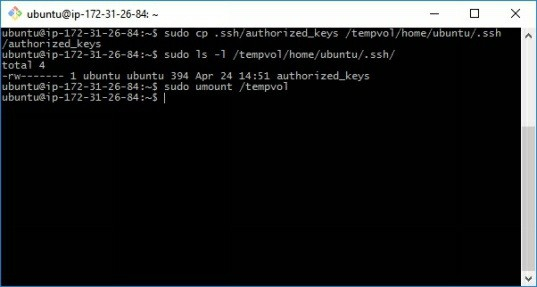 ubuntu@ip-172-31-26-84: ~
ubuntu@ip-172-31-26-84:~$ sudo cp .ssh/authorized_keys /tempvol/home/ubuntu/.ssh
/authorized_keys
ubuntu@ip-172-31-26-84:~$ sudo ls -l /tempvol/home/ubuntu/.ssh/
total 4
-rw------- 1 ubuntu ubuntu 394 Apr 24 14:51 authorized_keys
ubuntu@ip-172-31-26-84:~$ sudo umount /tempvol
ubuntu@ip-172-31-26-84:~$